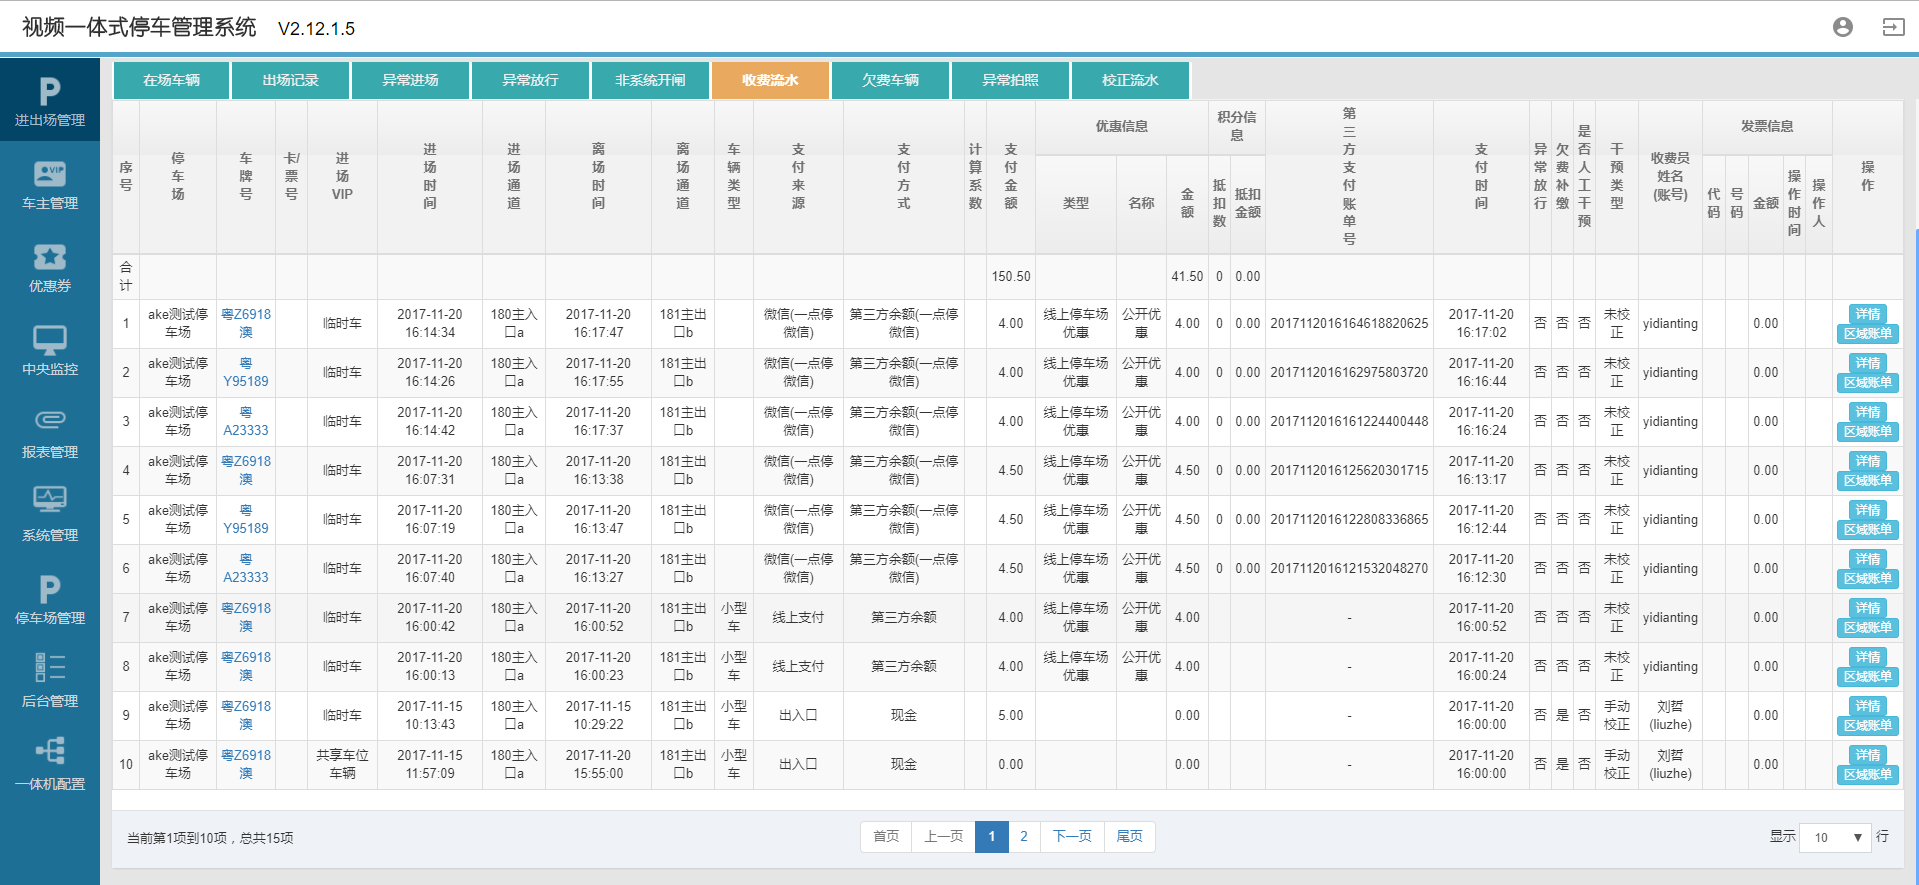 视频一体式停车管理系统 V2.12.1.5
进出场管理
车主管理
优惠券
中央监控
报表管理
系统管理
停车场管理
后台管理
一体机配置
在场车辆 出场记录 异常进场 异常放行 非系统开闸 收费流水 欠费车辆 异常拍照 校正流水
序号 停车场 车牌号 卡/票号 进场VIP 进场时间 进场通道 离场时间 离场通道 车辆类型 支付来源 支付方式 计算系数 支付金额 优惠信息 积分信息 第三方支付账单号 支付时间 异常放行 欠费补缴 是否人工干预 干预类型 收费员姓名(账号) 发票信息 操作
类型 名称 金额 抵扣数 抵扣金额 代码 号码 金额 操作时间 操作人
合计 150.50 41.50 0 0.00
1 ake测试停车场 粤Z6918澳 临时车 2017-11-20 16:14:34 180主入口a 2017-11-20 16:17:47 181主出口b 微信(一点停微信) 第三方余额(一点停微信) 4.00 线上停车场优惠 公开优惠 4.00 0 0.00 2017112016164618820625 2017-11-20 16:17:02 否 否 否 未校正 yidianting 0.00 详情 区域账单
2 ake测试停车场 粤Y95189 临时车 2017-11-20 16:14:26 180主入口a 2017-11-20 16:17:55 181主出口b 微信(一点停微信) 第三方余额(一点停微信) 4.00 线上停车场优惠 公开优惠 4.00 0 0.00 2017112016162975803720 2017-11-20 16:16:44 否 否 否 未校正 yidianting 0.00 详情 区域账单
3 ake测试停车场 粤A23333 临时车 2017-11-20 16:14:42 180主入口a 2017-11-20 16:17:37 181主出口b 微信(一点停微信) 第三方余额(一点停微信) 4.00 线上停车场优惠 公开优惠 4.00 0 0.00 2017112016161224400448 2017-11-20 16:16:24 否 否 否 未校正 yidianting 0.00 详情 区域账单
4 ake测试停车场 粤Z6918澳 临时车 2017-11-20 16:07:31 180主入口a 2017-11-20 16:13:38 181主出口b 微信(一点停微信) 第三方余额(一点停微信) 4.50 线上停车场优惠 公开优惠 4.50 0 0.00 2017112016125620301715 2017-11-20 16:13:17 否 否 否 未校正 yidianting 0.00 详情 区域账单
5 ake测试停车场 粤Y95189 临时车 2017-11-20 16:07:19 180主入口a 2017-11-20 16:13:47 181主出口b 微信(一点停微信) 第三方余额(一点停微信) 4.50 线上停车场优惠 公开优惠 4.50 0 0.00 2017112016122808336865 2017-11-20 16:12:44 否 否 否 未校正 yidianting 0.00 详情 区域账单
6 ake测试停车场 粤A23333 临时车 2017-11-20 16:07:40 180主入口a 2017-11-20 16:13:27 181主出口b 微信(一点停微信) 第三方余额(一点停微信) 4.50 线上停车场优惠 公开优惠 4.50 0 0.00 2017112016121532048270 2017-11-20 16:12:30 否 否 否 未校正 yidianting 0.00 详情 区域账单
7 ake测试停车场 粤Z6918澳 临时车 2017-11-20 16:00:42 180主入口a 2017-11-20 16:00:52 181主出口b 小型车 线上支付 第三方余额 4.00 线上停车场优惠 公开优惠 4.00 - 2017-11-20 16:00:52 否 否 否 未校正 yidianting 0.00 详情 区域账单
8 ake测试停车场 粤Z6918澳 临时车 2017-11-20 16:00:13 180主入口a 2017-11-20 16:00:23 181主出口b 小型车 线上支付 第三方余额 4.00 线上停车场优惠 公开优惠 4.00 - 2017-11-20 16:00:24 否 否 否 未校正 yidianting 0.00 详情 区域账单
9 ake测试停车场 粤Z6918澳 临时车 2017-11-15 10:13:43 180主入口a 2017-11-15 10:29:22 181主出口b 小型车 出入口 现金 5.00 0.00 - 2017-11-20 16:00:00 否 是 否 手动校正 刘哲(liuzhe) 0.00 详情 区域账单
10 ake测试停车场 粤Z6918澳 共享车位车辆 2017-11-15 11:57:09 180主入口a 2017-11-20 15:55:00 181主出口b 小型车 出入口 现金 0.00 0.00 - 2017-11-20 16:00:00 否 是 否 手动校正 刘哲(liuzhe) 0.00 详情 区域账单
当前第1项到10项，总共15项 首页 上一页 1 2 下一页 尾页 显示 10 ▼ 行